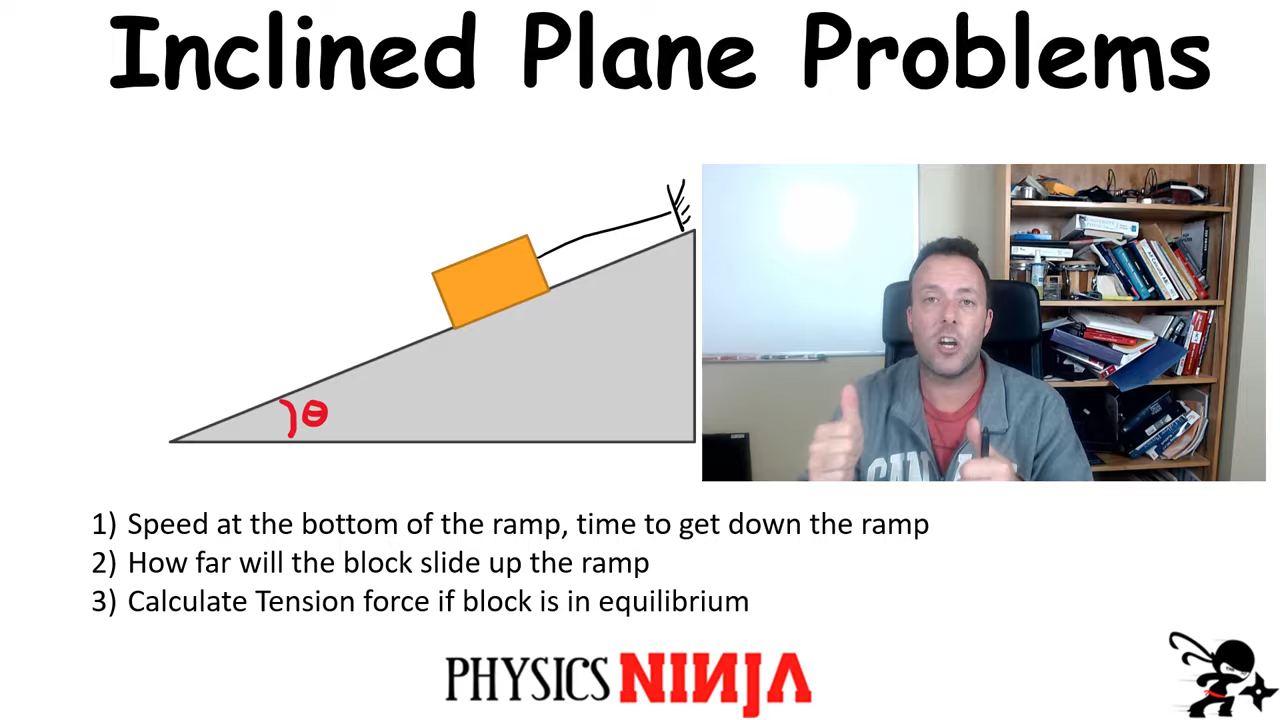 Inclined Plane Problems
θ
1) Speed at the bottom of the ramp, time to get down the ramp
2) How far will the block slide up the ramp
3) Calculate Tension force if block is in equilibrium
PHYSICS NINJA